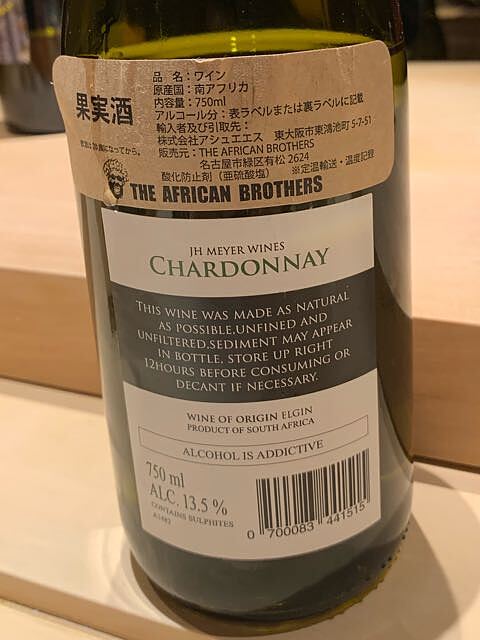 果実酒
品 名：ワイン
原産国：南アフリカ
内容量：750ml
アルコール分：表ラベルまたは裏ラベルに記載
輸入者及び引取先：
株式会社アシュエエス 東大阪市東鴻池町5-7-51
販売元：THE AFRICAN BROTHERS
名古屋市緑区有松 2624
酸化防止剤（亜硫酸塩） ※定温輸送・温度記録
THE AFRICAN BROTHERS
JH MEYER WINES
CHARDONNAY
THIS WINE WAS MADE AS NATURAL
AS POSSIBLE.UNFINED AND
UNFILTERED.SEDIMENT MAY APPEAR
IN BOTTLE. STORE UP RIGHT
12HOURS BEFORE CONSUMING OR
DECANT IF NECESSARY.
WINE OF ORIGIN ELGIN
PRODUCT OF SOUTH AFRICA
ALCOHOL IS ADDICTIVE
750 ml
ALC. 13.5 %
CONTAINS SULPHITES
0 700083 441515